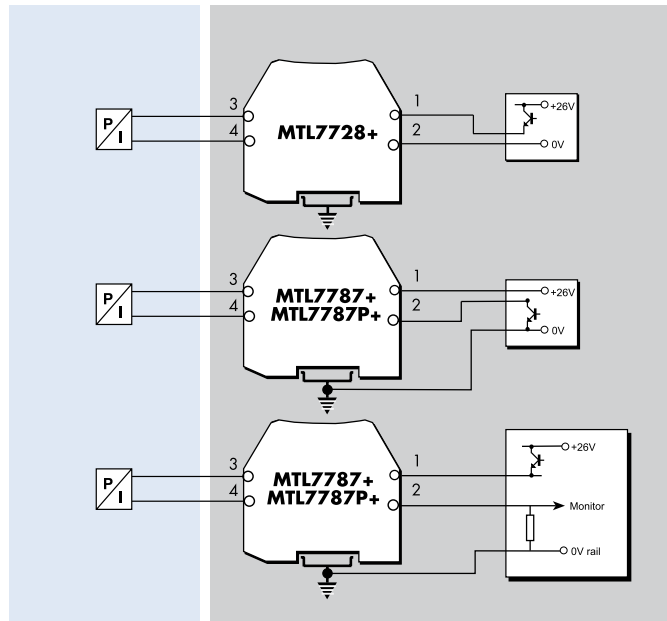 3
4
P
I
MTL7728+
1
2
+26V
0V
3
4
P
I
MTL7787+
MTL7787P+
1
2
+26V
0V
3
4
P
I
MTL7787+
MTL7787P+
1
2
+26V
Monitor
0V rail